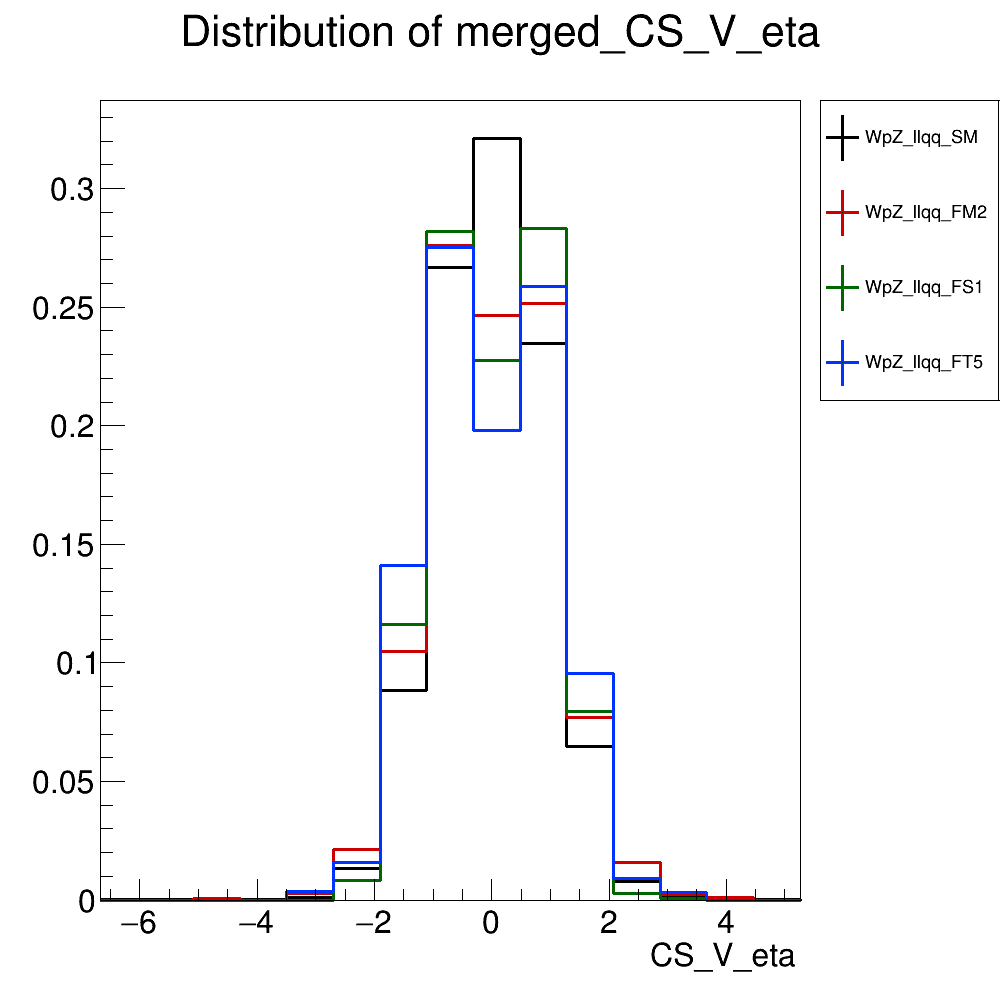 Distribution of merged_CS_V_eta
WpZ_llqq_SM
WpZ_llqq_FM2
WpZ_llqq_FS1
WpZ_llqq_FT5
0.3
0.25
0.2
0.15
0.1
0.05
0
−6 −4 −2 0 2 4
CS_V_eta